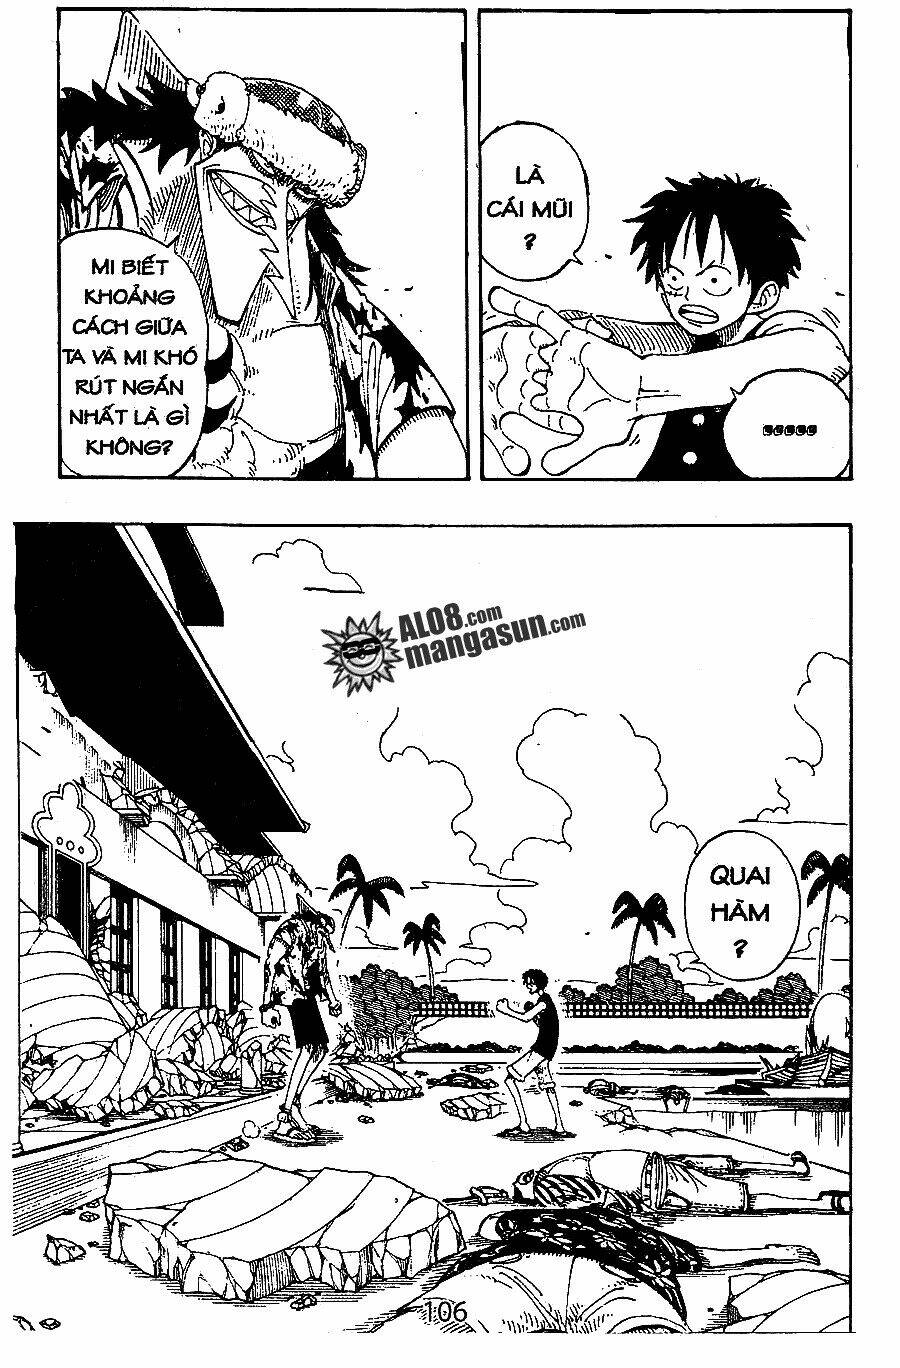 LÀ
CÁI MŨI
?
.....
MI BIẾT
KHOẢNG
CÁCH GIỮA
TA VÀ MI KHÓ
RÚT NGẮN
NHẤT LÀ GÌ
KHÔNG?
AL08.com
mangasun.com
QUAI
HÀM
?
106